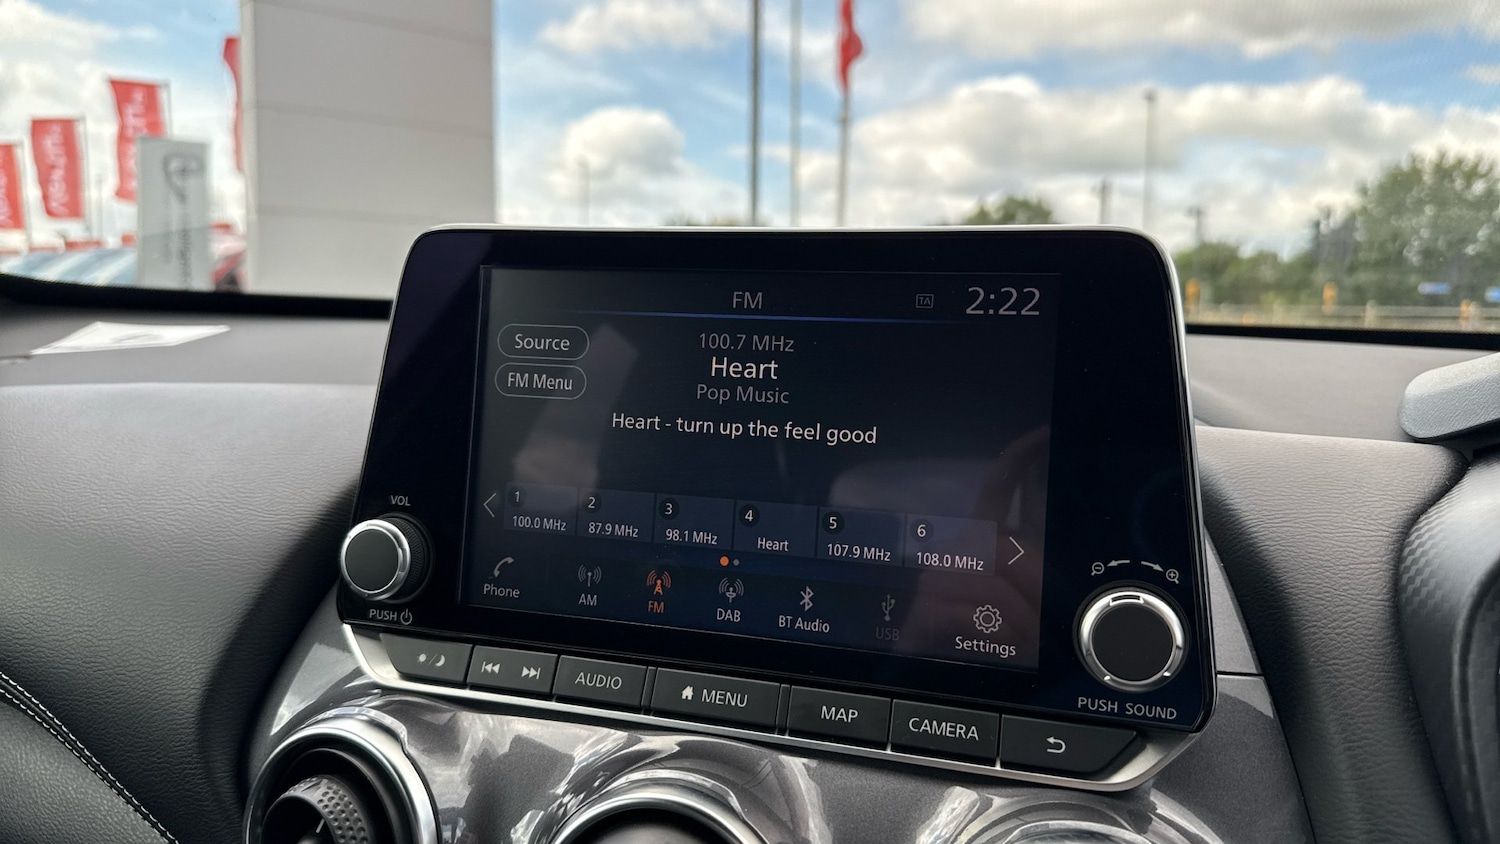 FM
TA
2:22
Source
100.7 MHz
Heart
FM Menu
Pop Music
Heart - turn up the feel good
1
100.0 MHz
2
87.9 MHz
3
98.1 MHz
4
Heart
5
107.9 MHz
6
108.0 MHz
Phone
AM
FM
DAB
BT Audio
USB
Settings
VOL
PUSH
PUSH SOUND
AUDIO
MENU
MAP
CAMERA